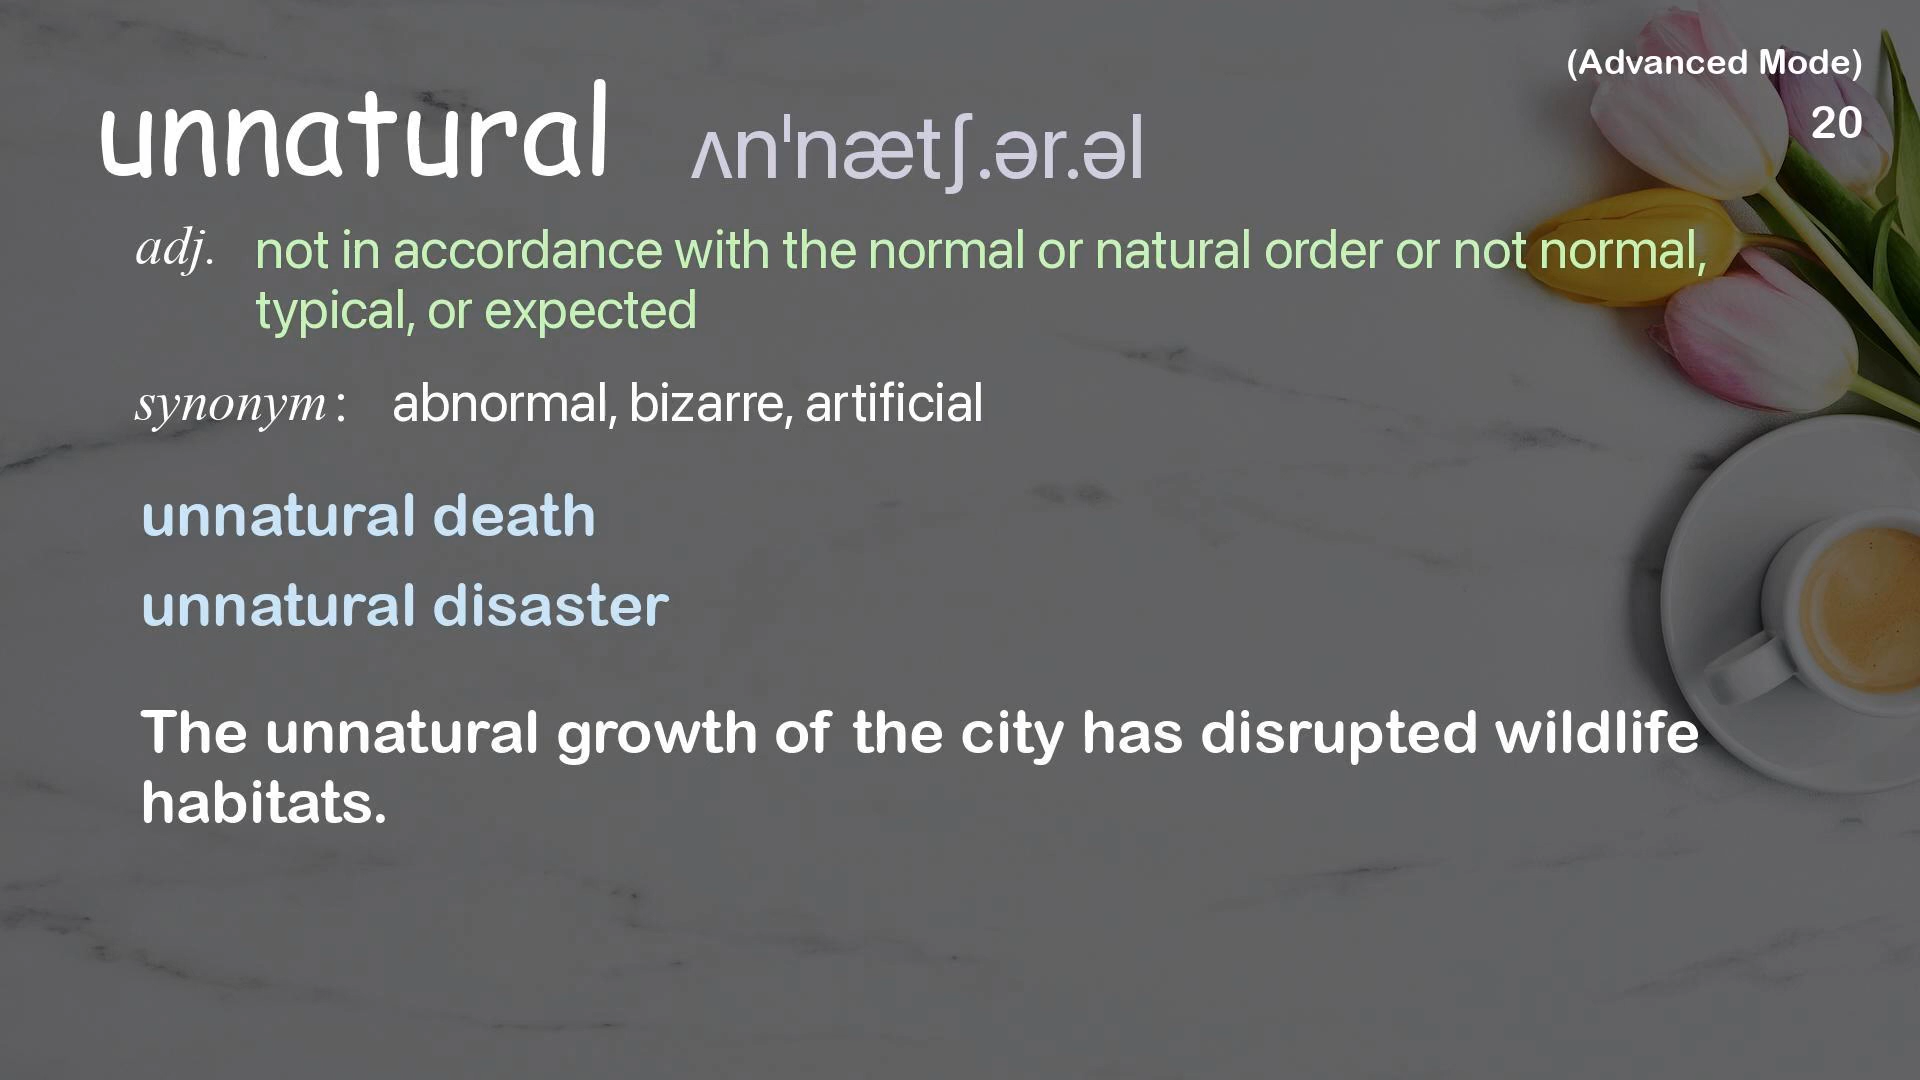 (Advanced Mode)
20
unnatural ʌnˈnætʃ.ər.əl
adj. not in accordance with the normal or natural order or not normal,
typical, or expected
synonym: abnormal, bizarre, artificial
unnatural death
unnatural disaster
The unnatural growth of the city has disrupted wildlife
habitats.